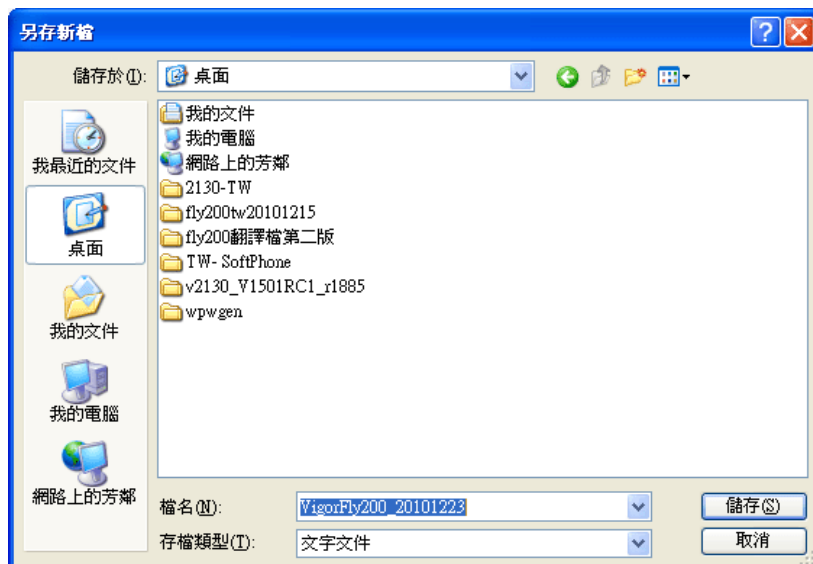 另存新檔
儲存於(I):
桌面
我最近的文件
桌面
我的文件
我的電腦
網路上的芳鄰
我的文件
我的電腦
網路上的芳鄰
2130-TW
fly200tw20101215
fly200翻譯檔第二版
TW- SoftPhone
v2130_V1501RC1_r1885
wpwgen
檔名(N):
VigorFly200_20101223
儲存(S)
存檔類型(T):
文字文件
取消